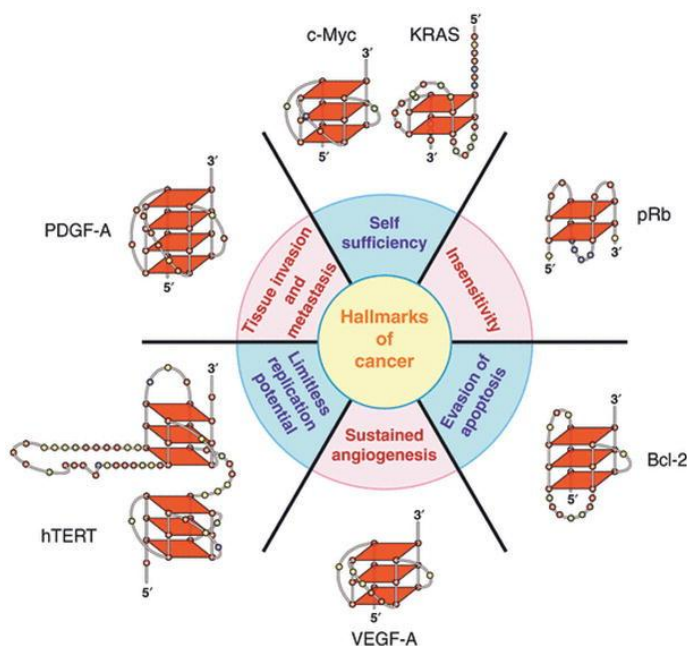 c-Myc
KRAS
5′
3′
5′
3′
PDGF-A
3′
5′
pRb
5′
3′
Self
sufficiency
Tissue invasion
and
metastasis
Insensitivity
Hallmarks
of
cancer
Limitless
replication
potential
Evasion of
apoptosis
Sustained
angiogenesis
hTERT
3′
5′
Bcl-2
3′
5′
VEGF-A
3′
5′